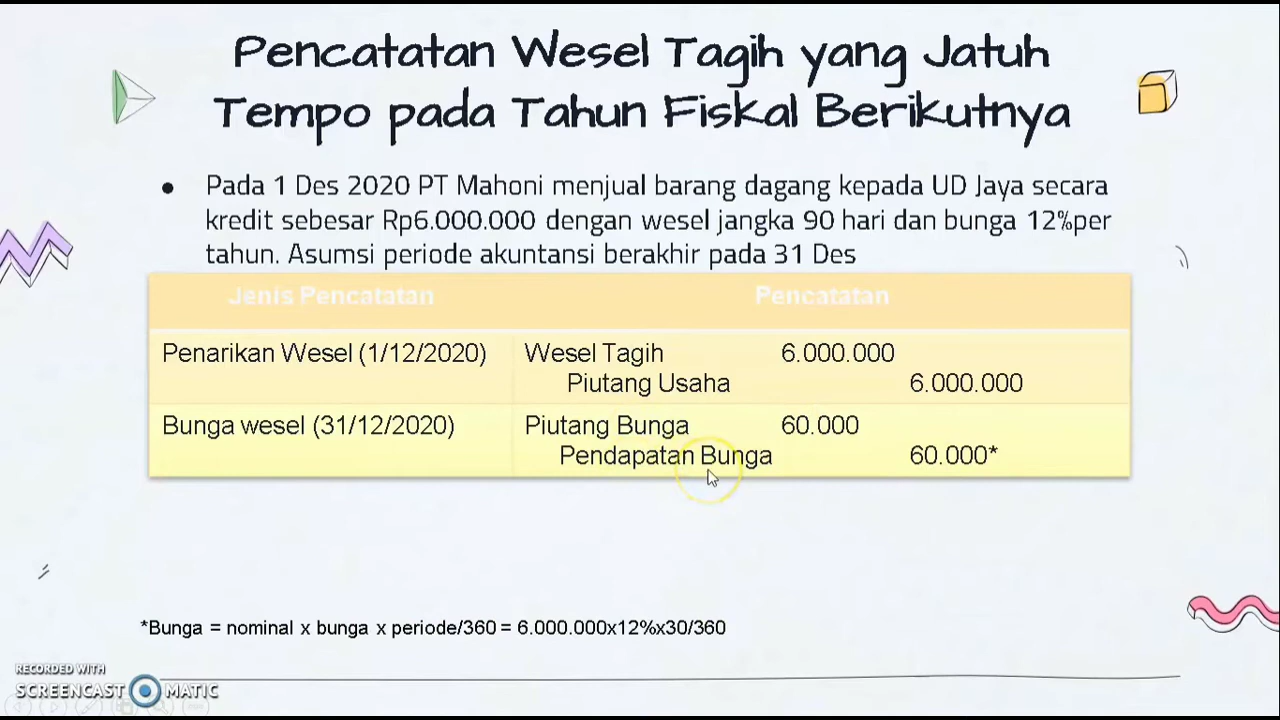 Pencatatan Wesel Tagih yang Jatuh
Tempo pada Tahun Fiskal Berikutnya
● Pada 1 Des 2020 PT Mahoni menjual barang dagang kepada UD Jaya secara
kredit sebesar Rp6.000.000 dengan wesel jangka 90 hari dan bunga 12%per
tahun. Asumsi periode akuntansi berakhir pada 31 Des
Jenis Pencatatan Pencatatan
Penarikan Wesel (1/12/2020) Wesel Tagih 6.000.000
Piutang Usaha 6.000.000
Bunga wesel (31/12/2020) Piutang Bunga 60.000
Pendapatan Bunga 60.000*
*Bunga = nominal x bunga x periode/360 = 6.000.000x12%x30/360
RECORDED WITH
SCREENCAST MATIC